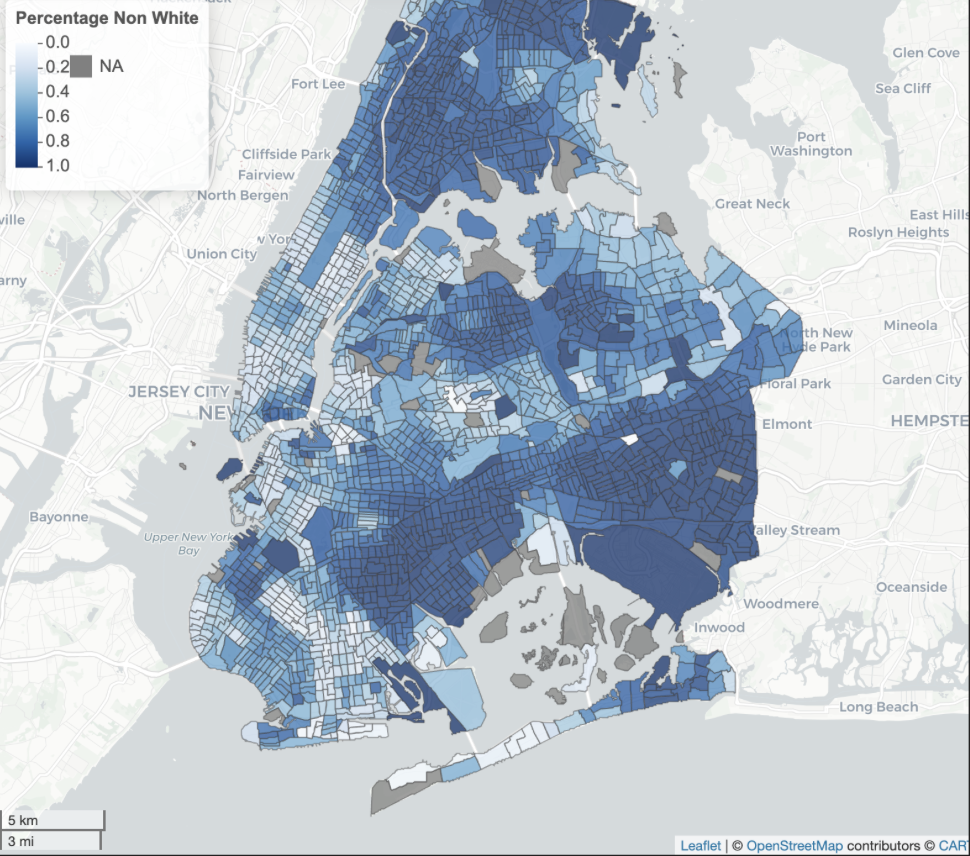 Percentage Non White
0.0
0.2
NA
0.4
0.6
0.8
1.0
Fort Lee
Cliffside Park
Fairview
North Bergen
Union City
JERSEY CITY
Bayonne
Upper New York
Bay
Glen Cove
Sea Cliff
Port
Washington
Great Neck
East Hills
Roslyn Heights
Mineola
North New
Hyde Park
Garden City
Floral Park
Elmont
HEMPSTE
Valley Stream
Oceanside
Woodmere
Inwood
Long Beach
5 km
3 mi
Leaflet | © OpenStreetMap contributors © CAR